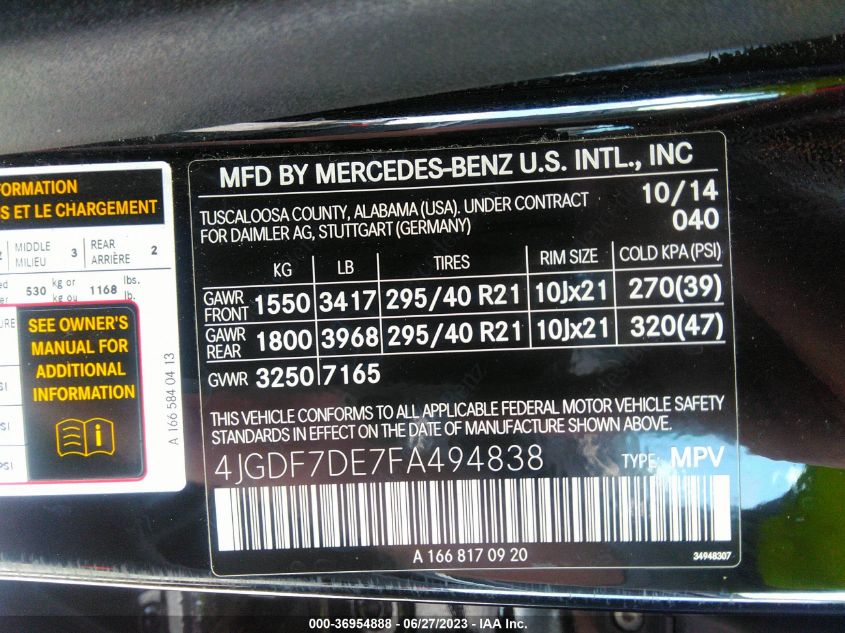 FORMATION
S ET LE CHARGEMENT
2 MIDDLE MILIEU 3 REAR ARRIÈRE 2
530 kg or kg ou 1168 lbs. lb.
SEE OWNER'S
MANUAL FOR
ADDITIONAL
INFORMATION
A 166 584 04 13
MFD BY MERCEDES-BENZ U.S. INTL., INC
TUSCALOOSA COUNTY, ALABAMA (USA). UNDER CONTRACT 10/14
FOR DAIMLER AG, STUTTGART (GERMANY) 040
KG LB TIRES RIM SIZE COLD KPA (PSI)
GAWR FRONT 1550 3417 295/40 R21 10Jx21 270(39)
GAWR REAR 1800 3968 295/40 R21 10Jx21 320(47)
GVWR 3250 7165
THIS VEHICLE CONFORMS TO ALL APPLICABLE FEDERAL MOTOR VEHICLE SAFETY
STANDARDS IN EFFECT ON THE DATE OF MANUFACTURE SHOWN ABOVE.
4JGDF7DE7FA494838 TYPE: MPV
A 166 817 09 20 34948307
000-36954888 - 06/27/2023 - IAA Inc.